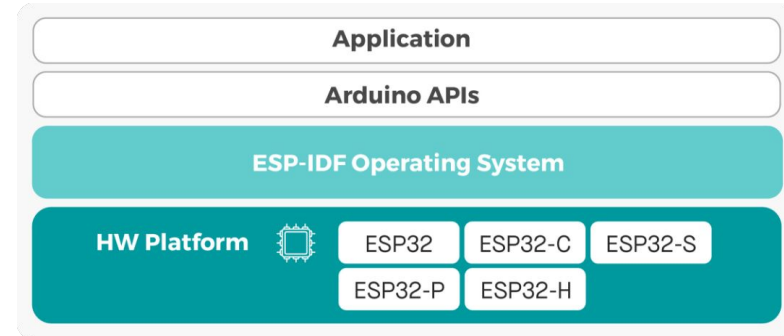 Application
Arduino APIs
ESP-IDF Operating System
HW Platform
ESP32 ESP32-C ESP32-S
ESP32-P ESP32-H